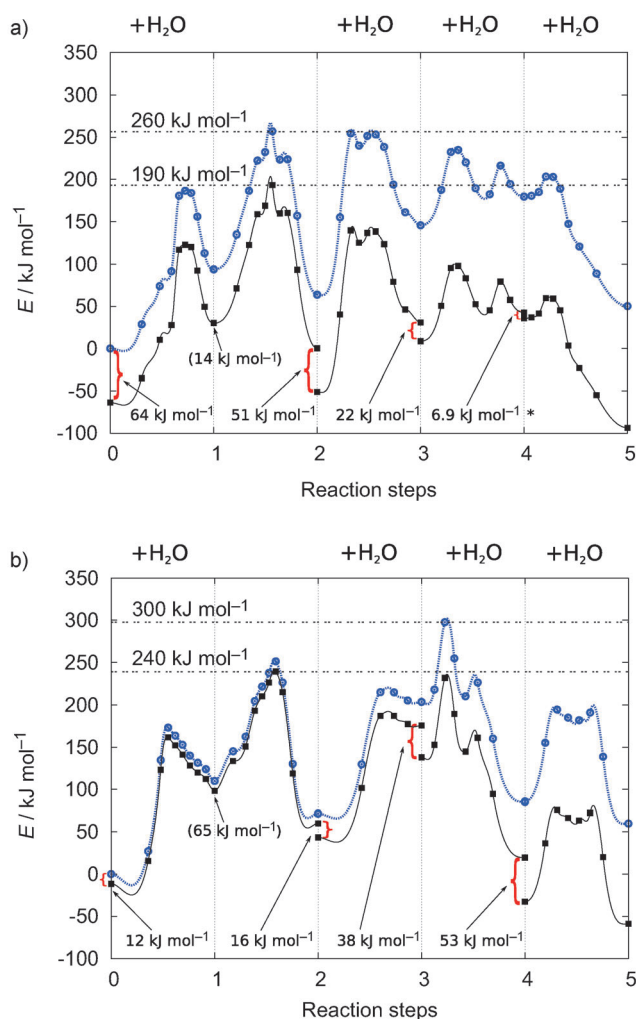 a)
+H₂O +H₂O +H₂O +H₂O
350
300
260 kJ mol⁻¹
250
200
190 kJ mol⁻¹
150
100
50
0
-50
-100
E / kJ mol⁻¹
(14 kJ mol⁻¹)
64 kJ mol⁻¹ 51 kJ mol⁻¹ 22 kJ mol⁻¹ 6.9 kJ mol⁻¹ *
0 1 2 3 4 5
Reaction steps
b)
+H₂O +H₂O +H₂O +H₂O
350
300 kJ mol⁻¹
300
250
240 kJ mol⁻¹
200
150
100
50
0
-50
-100
E / kJ mol⁻¹
(65 kJ mol⁻¹)
12 kJ mol⁻¹ 16 kJ mol⁻¹ 38 kJ mol⁻¹ 53 kJ mol⁻¹
0 1 2 3 4 5
Reaction steps